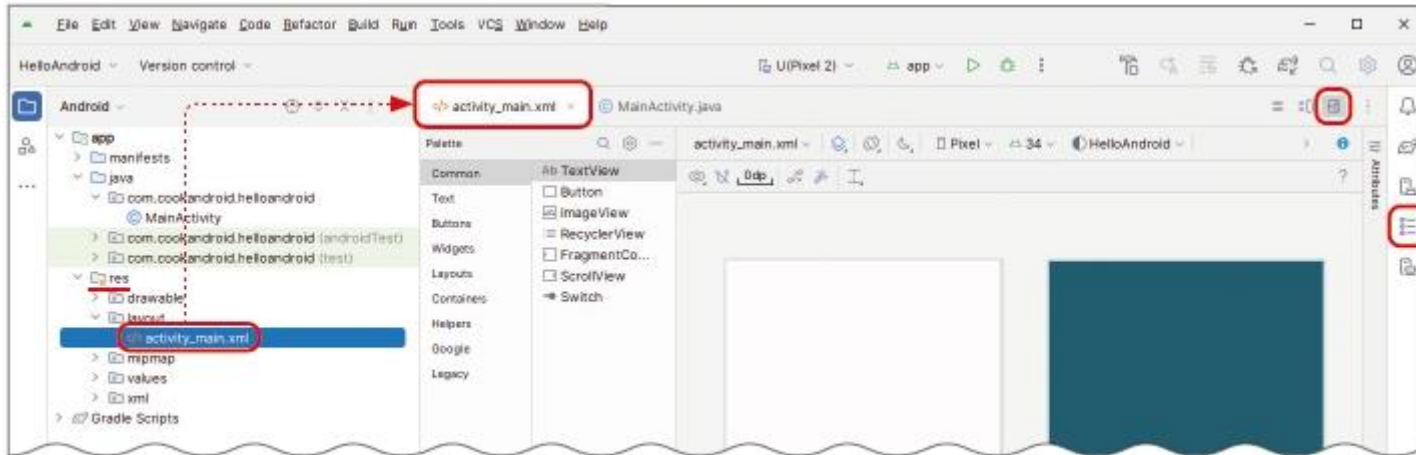 File Edit View Navigate Code Refactor Build Run Tools VCS Window Help
HelloAndroid Version control U(Pixel 2) app
Android activity_main.xml MainActivity.java
app
manifests
java
com.cookandroid.helloandroid
MainActivity
com.cookandroid.helloandroid (androidTest)
com.cookandroid.helloandroid (test)
res
drawable
layout
activity_main.xml
mipmap
values
xml
Gradle Scripts
Palette
Common
Text
Buttons
Widgets
Layouts
Containers
Helpers
Google
Legacy
Ab TextView
Button
ImageView
RecyclerView
FragmentCo...
ScrollView
Switch
activity_main.xml Pixel 34 HelloAndroid
0dp
Attributes